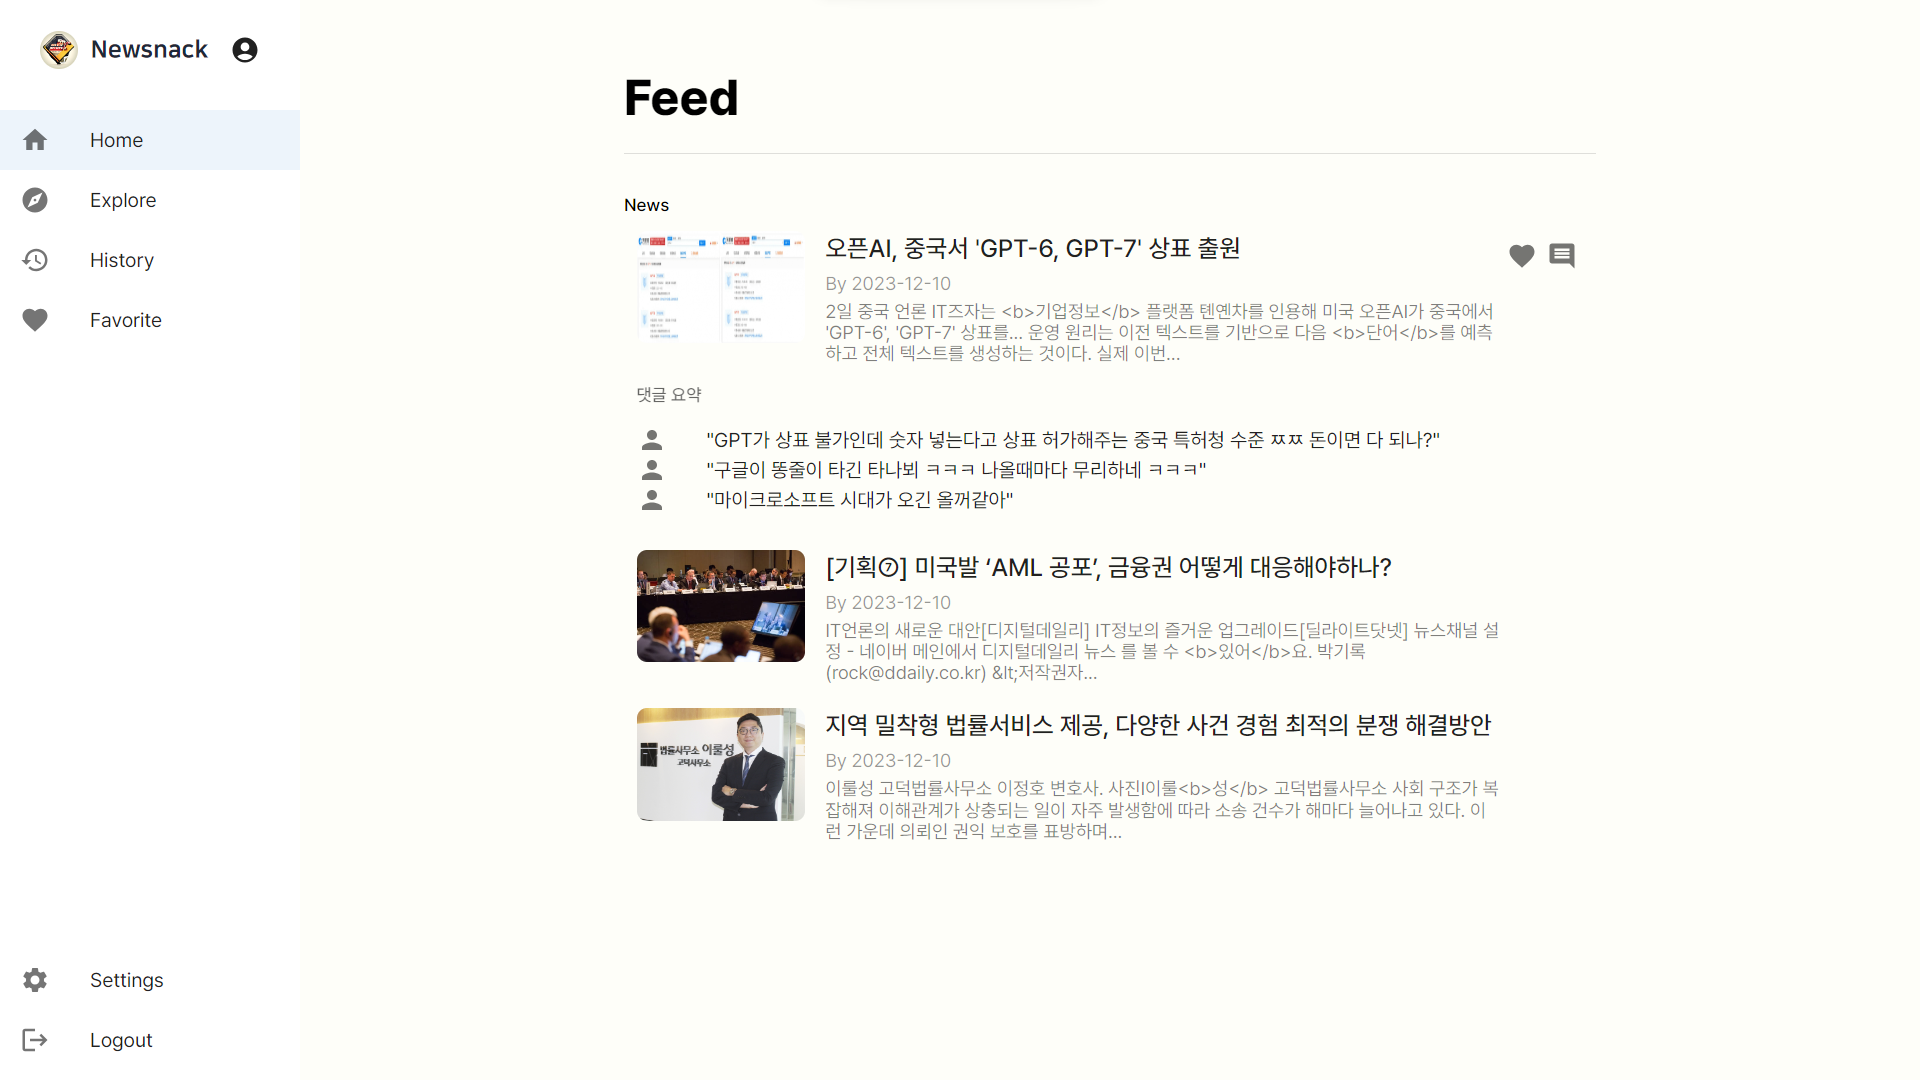 Newsnack
Home
Explore
History
Favorite
Settings
Logout
Feed
News
오픈AI, 중국서 'GPT-6, GPT-7' 상표 출원
By 2023-12-10
2일 중국 언론 IT즈자는 <b>기업정보</b> 플랫폼 톈옌차를 인용해 미국 오픈AI가 중국에서
'GPT-6', 'GPT-7' 상표를... 운영 원리는 이전 텍스트를 기반으로 다음 <b>단어</b>를 예측
하고 전체 텍스트를 생성하는 것이다. 실제 이번...
댓글 요약
"GPT가 상표 불가인데 숫자 넣는다고 상표 허가해주는 중국 특허청 수준 ㅉㅉ 돈이면 다 되나?"
"구글이 똥줄이 타긴 타나뵈 ㅋㅋㅋ 나올때마다 무리하네 ㅋㅋㅋ"
"마이크로소프트 시대가 오긴 올꺼같아"
[기획⑦] 미국발 ‘AML 공포’, 금융권 어떻게 대응해야하나?
By 2023-12-10
IT언론의 새로운 대안[디지털데일리] IT정보의 즐거운 업그레이드[딜라이트닷넷] 뉴스채널 설
정 - 네이버 메인에서 디지털데일리 뉴스 를 볼 수 <b>있어</b>요. 박기록
(rock@ddaily.co.kr) &lt;저작권자...
법률사무소 이룰성
고덕사무소
지역 밀착형 법률서비스 제공, 다양한 사건 경험 최적의 분쟁 해결방안
By 2023-12-10
이룰성 고덕법률사무소 이정호 변호사. 사진I이룰<b>성</b> 고덕법률사무소 사회 구조가 복
잡해져 이해관계가 상충되는 일이 자주 발생함에 따라 소송 건수가 해마다 늘어나고 있다. 이
런 가운데 의뢰인 권익 보호를 표방하며...